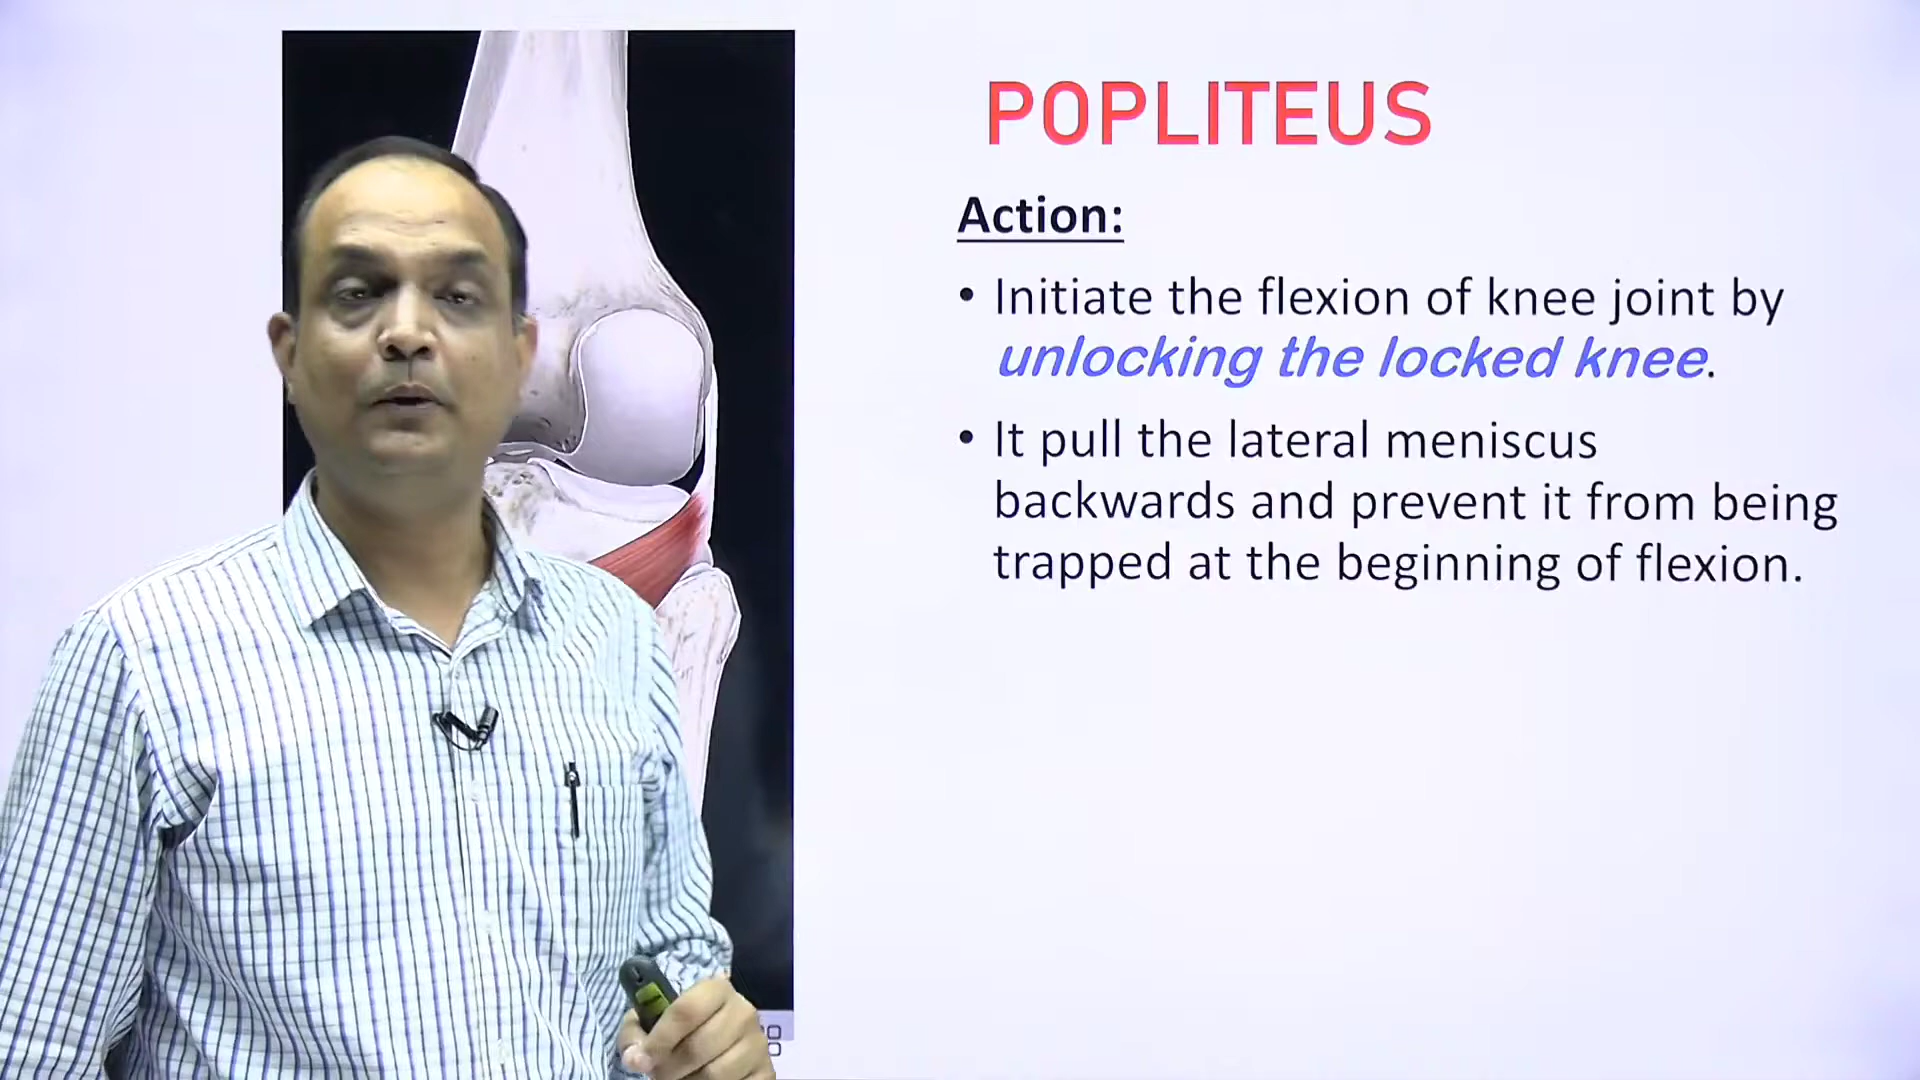 POPLITEUS
Action:
• Initiate the flexion of knee joint by
unlocking the locked knee.
• It pull the lateral meniscus
backwards and prevent it from being
trapped at the beginning of flexion.